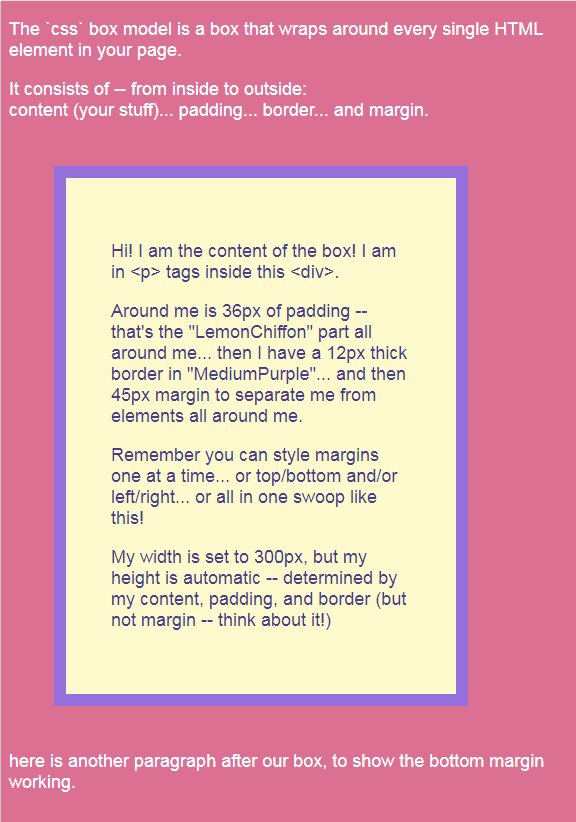 The `css` box model is a box that wraps around every single HTML
element in your page.
It consists of -- from inside to outside:
content (your stuff)... padding... border... and margin.
Hi! I am the content of the box! I am
in <p> tags inside this <div>.
Around me is 36px of padding --
that's the "LemonChiffon" part all
around me... then I have a 12px thick
border in "MediumPurple"... and then
45px margin to separate me from
elements all around me.
Remember you can style margins
one at a time... or top/bottom and/or
left/right... or all in one swoop like
this!
My width is set to 300px, but my
height is automatic -- determined by
my content, padding, and border (but
not margin -- think about it!)
here is another paragraph after our box, to show the bottom margin
working.